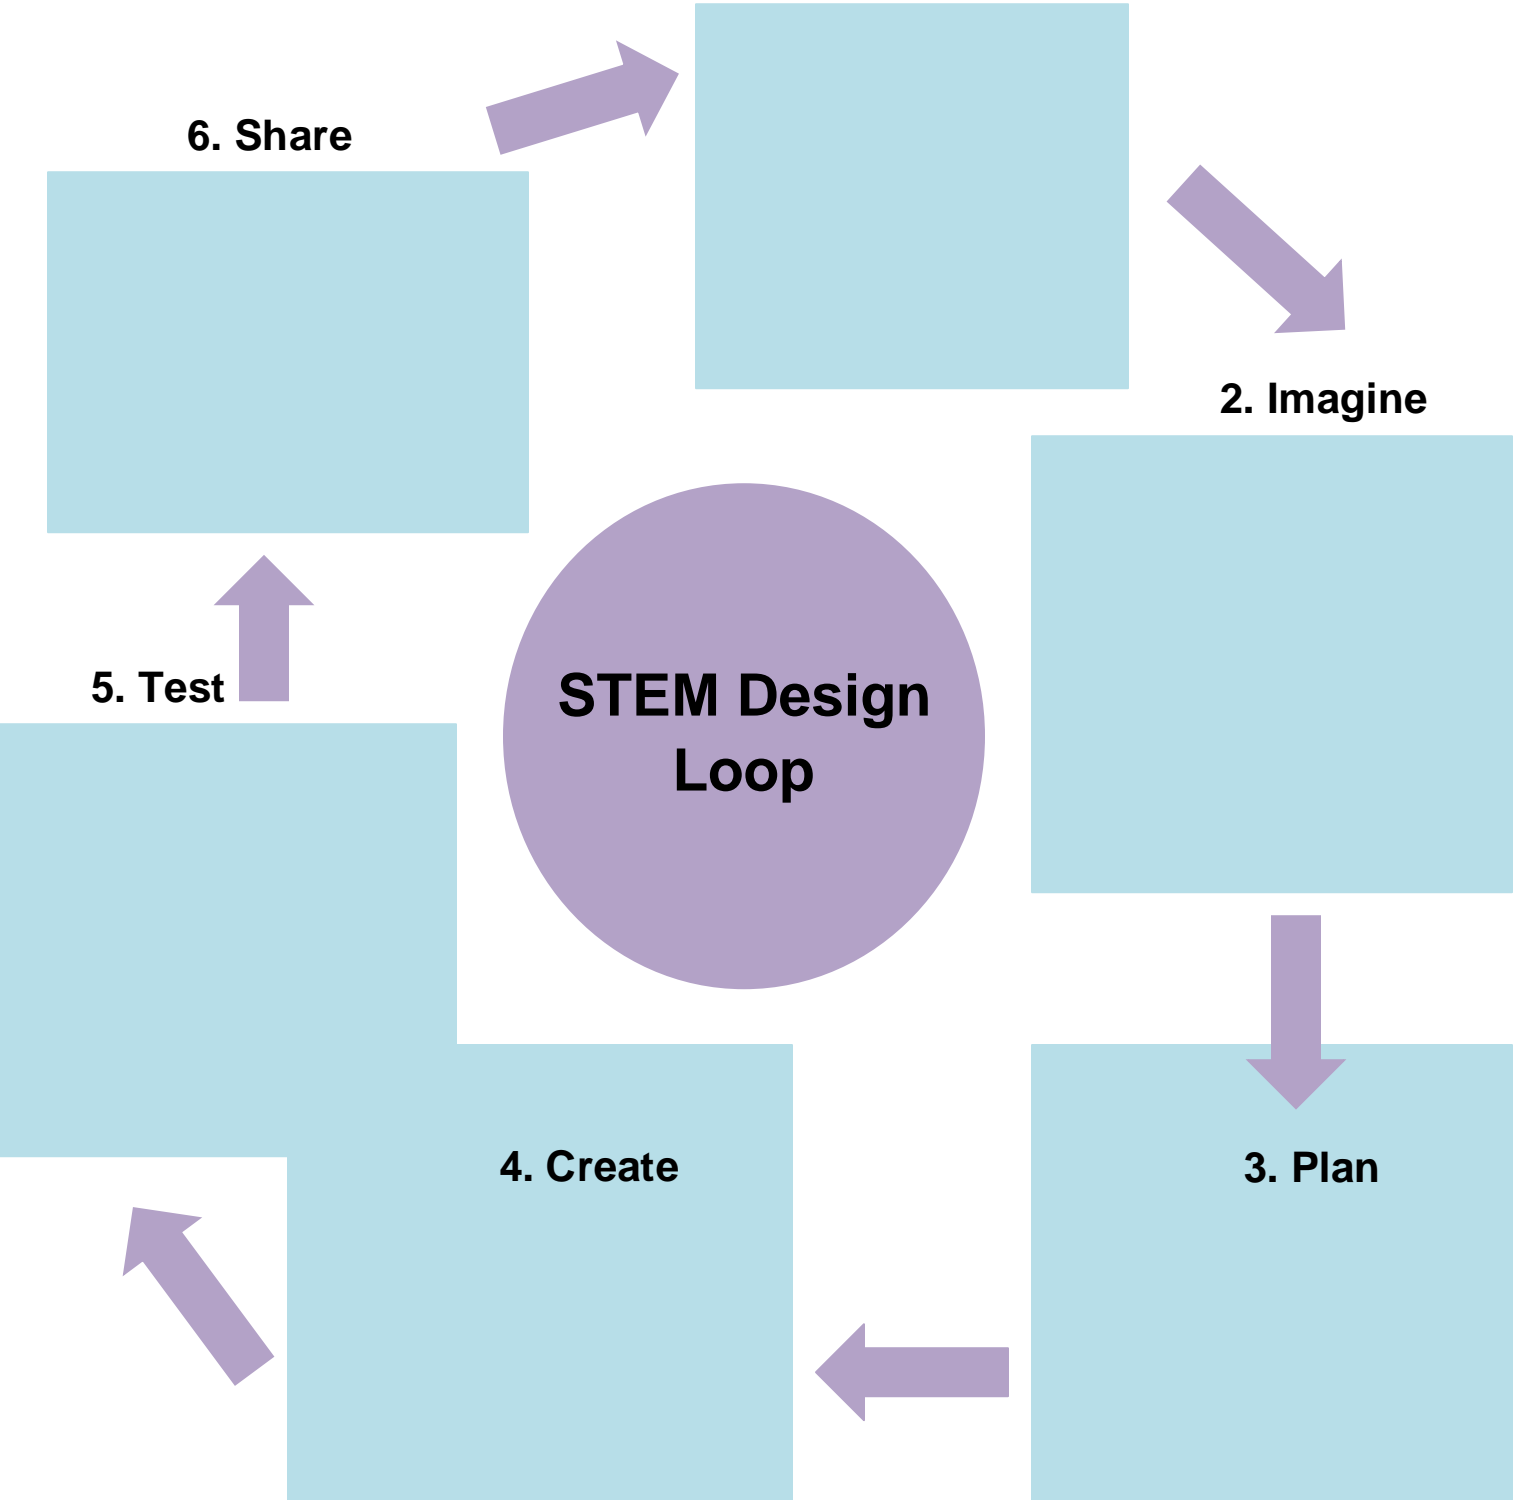 6. Share
2. Imagine
5. Test
STEM Design
Loop
4. Create
3. Plan